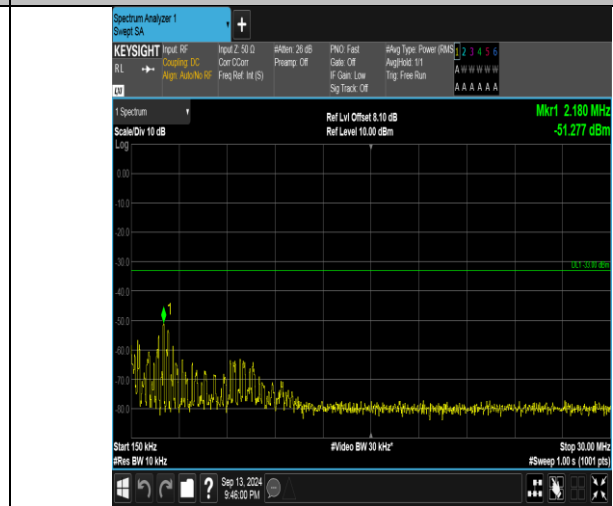 Spectrum Analyzer 1
Swept SA
+
KEYSIGHT Input: RF Input Z: 50 Ω #Atten: 26 dB PNO: Fast #Avg Type: Power (RMS 1 2 3 4 5 6
RL Coupling: DC Corr CCorr Preamp: Off Gate: Off Avg|Hold: 1/1 A W W W W W
Align: Auto/No RF Freq Ref: Int (S) IF Gain: Low Trig: Free Run
Sig Track: Off A A A A A A
1 Spectrum Ref Lvl Offset 8.10 dB Mkr1 2.180 MHz
Scale/Div 10 dB Ref Level 10.00 dBm -51.277 dBm
Log
0.00
-10.0
-20.0
-30.0
DL1 -33.00 dBm
-40.0
1
-50.0
-60.0
-70.0
-80.0
Start 150 kHz #Video BW 30 kHz* Stop 30.00 MHz
#Res BW 10 kHz #Sweep 1.00 s (1001 pts)
? Sep 13, 2024
9:46:00 PM